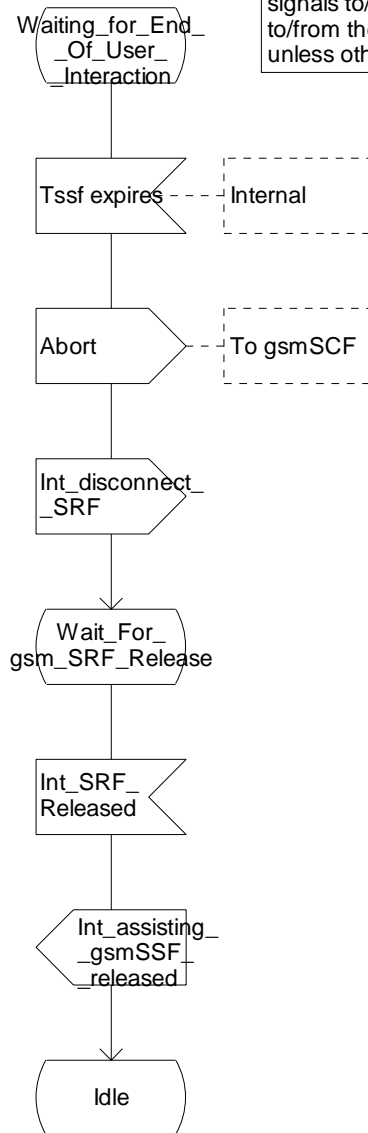 signals to/
to/from the
unless oth
Waiting_for_End_
_Of_User_
_Interaction
Tssf expires
Internal
Abort
To gsmSCF
Int_disconnect_
_SRF
Wait_For_
gsm_SRF_Release
Int_SRF_
Released
Int_assisting_
_gsmSSF_
_released
Idle